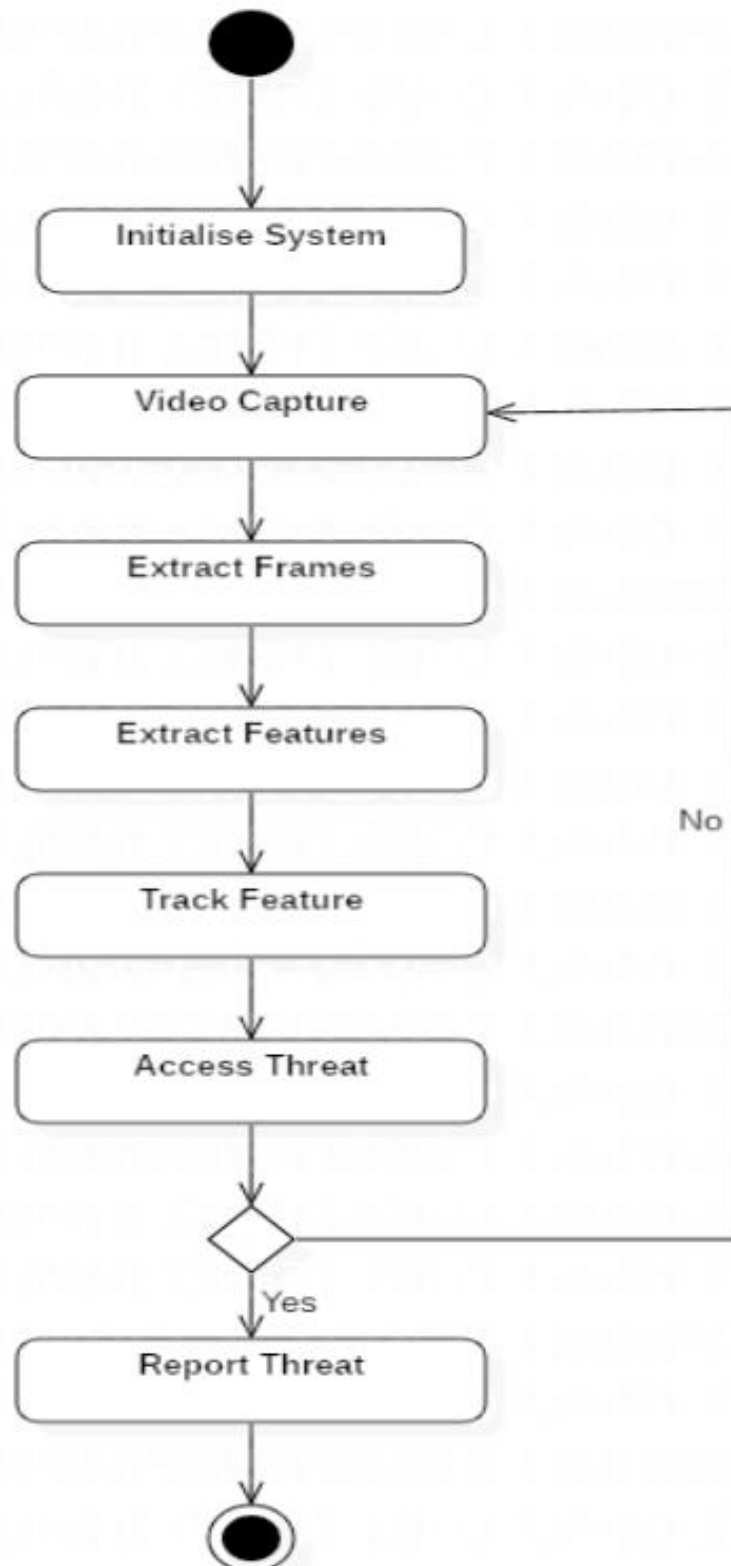 Initialise System
Video Capture
Extract Frames
Extract Features
No
Track Feature
Access Threat
Yes
Report Threat